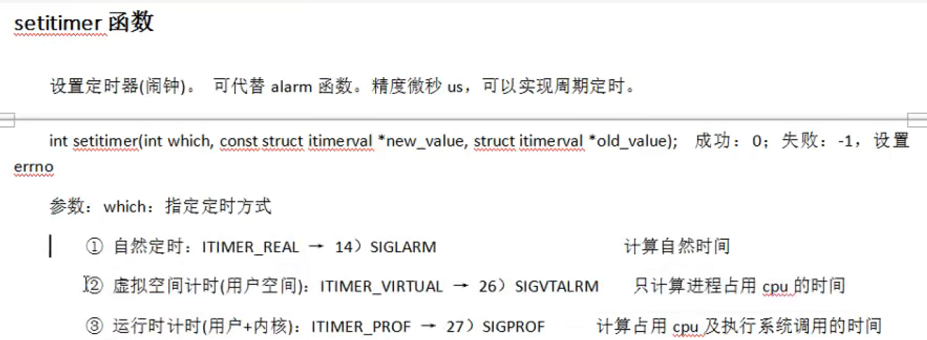 setitimer 函数
设置定时器(闹钟)。 可代替 alarm 函数。精度微秒 us，可以实现周期定时。
int setitimer(int which, const struct itimerval *new_value, struct itimerval *old_value); 成功：0；失败：-1，设置
errno
参数：which：指定定时方式
① 自然定时：ITIMER_REAL → 14）SIGLARM 计算自然时间
② 虚拟空间计时(用户空间)：ITIMER_VIRTUAL → 26）SIGVTALRM 只计算进程占用 cpu 的时间
③ 运行时计时(用户+内核)：ITIMER_PROF → 27）SIGPROF 计算占用 cpu 及执行系统调用的时间